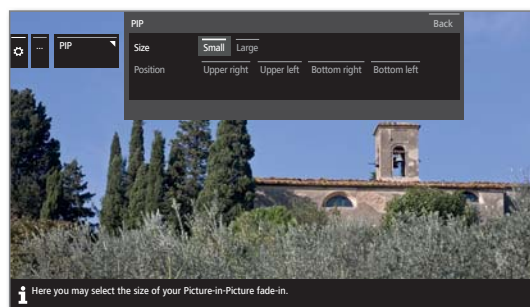 PIP Back
... PIP
Size Small Large
Position Upper right Upper left Bottom right Bottom left
i Here you may select the size of your Picture-in-Picture fade-in.